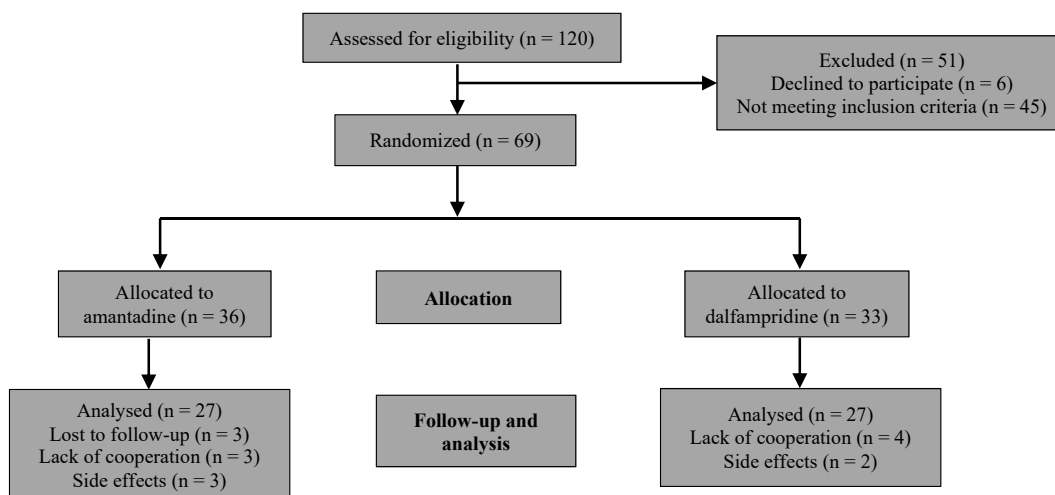 Assessed for eligibility (n = 120)
Excluded (n = 51)
Declined to participate (n = 6)
Not meeting inclusion criteria (n = 45)
Randomized (n = 69)
Allocated to
amantadine (n = 36)
Allocation
Allocated to
dalfampridine (n = 33)
Analysed (n = 27)
Lost to follow-up (n = 3)
Lack of cooperation (n = 3)
Side effects (n = 3)
Follow-up and
analysis
Analysed (n = 27)
Lack of cooperation (n = 4)
Side effects (n = 2)